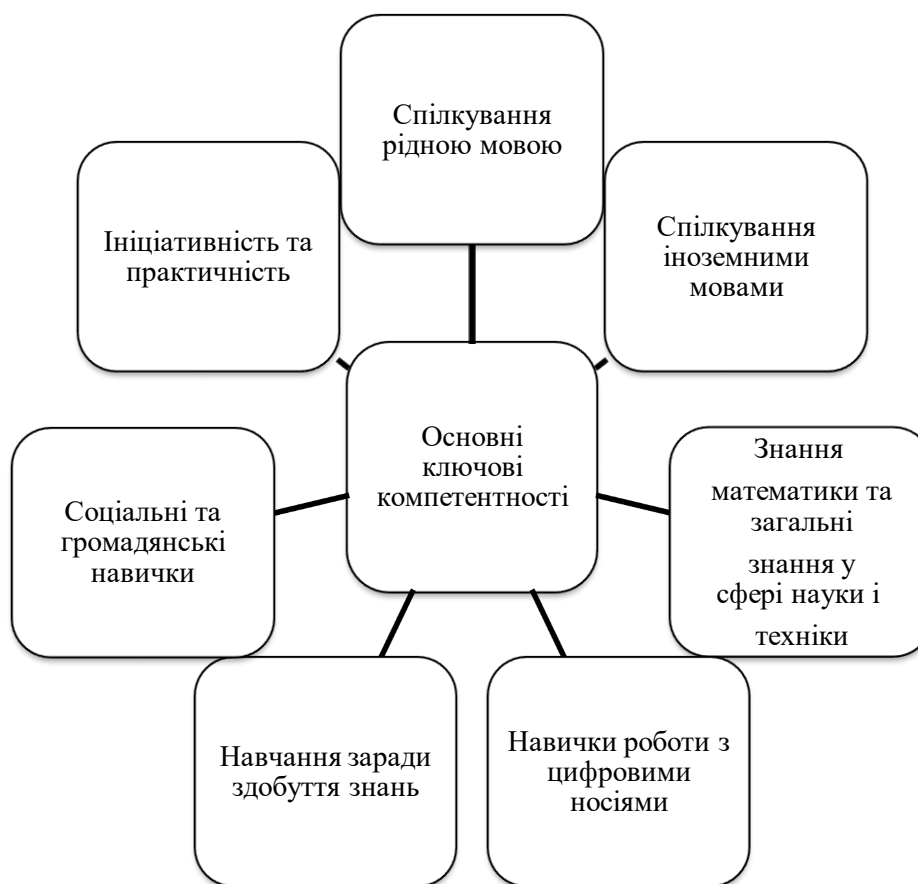 Спілкування
рідною мовою
Ініціативність та
практичність
Спілкування
іноземними
мовами
Основні
ключові
компетентності
Соціальні та
громадянські
навички
Знання
математики та
загальні
знання у
сфері науки і
техніки
Навчання заради
здобуття знань
Навички роботи з
цифровими
носіями